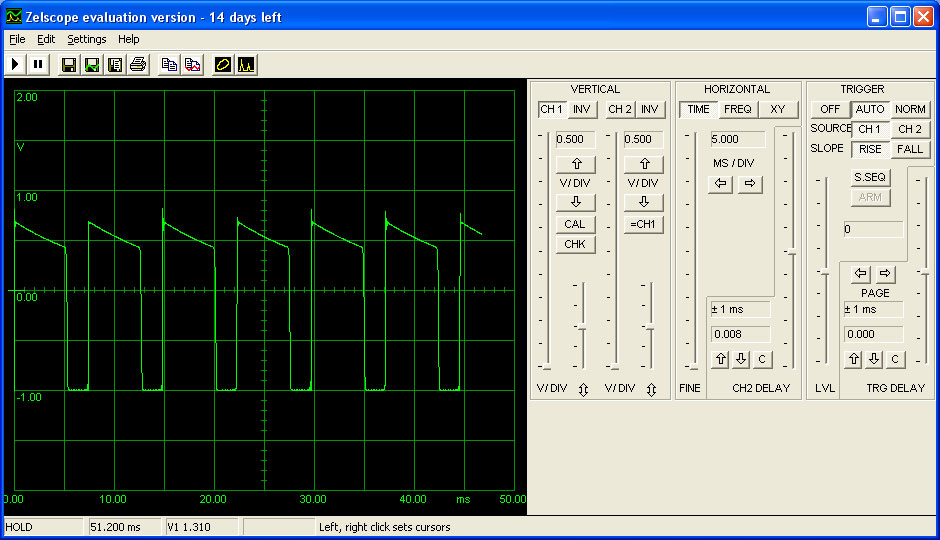 Zelscope evaluation version - 14 days left
File Edit Settings Help
2.00
V
1.00
0.00
-1.00
0.00 10.00 20.00 30.00 40.00 ms 50.00
VERTICAL
CH 1 INV CH 2 INV
0.500 0.500
V/DIV V/DIV
CAL =CH1
CHK
V/DIV V/DIV
HORIZONTAL
TIME FREQ XY
5.000
MS / DIV
± 1 ms
0.008
C
FINE CH2 DELAY
TRIGGER
OFF AUTO NORM
SOURCE CH 1 CH 2
SLOPE RISE FALL
S.SEQ
ARM
0
PAGE
± 1 ms
0.000
C
LVL TRG DELAY
HOLD 51.200 ms V1 1.310 Left, right click sets cursors